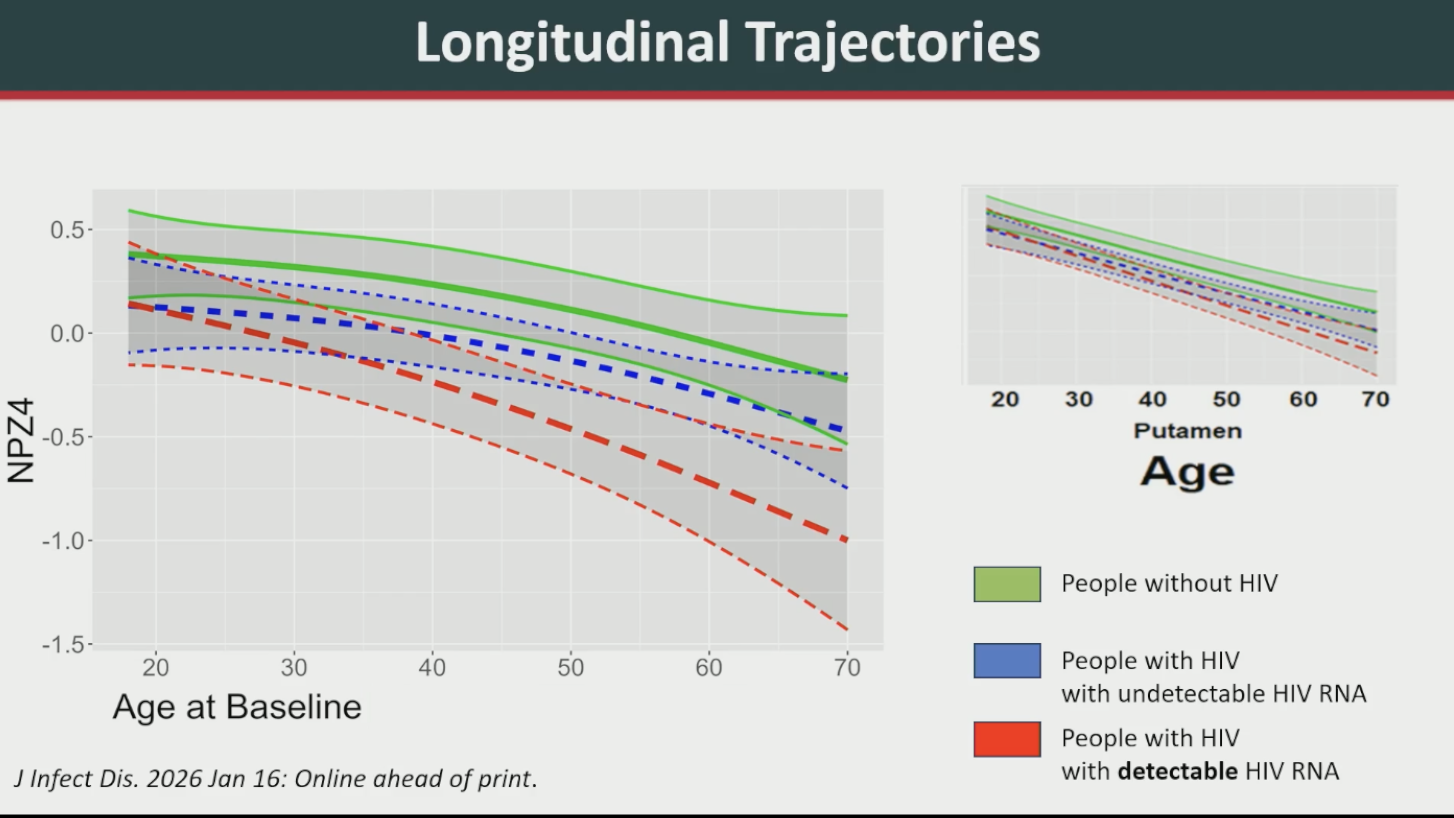 Longitudinal Trajectories
NPZ4
0.5
0.0
-0.5
-1.0
-1.5
20 30 40 50 60 70
Age at Baseline
20 30 40 50 60 70
Putamen
Age
People without HIV
People with HIV
with undetectable HIV RNA
People with HIV
with detectable HIV RNA
J Infect Dis. 2026 Jan 16: Online ahead of print.